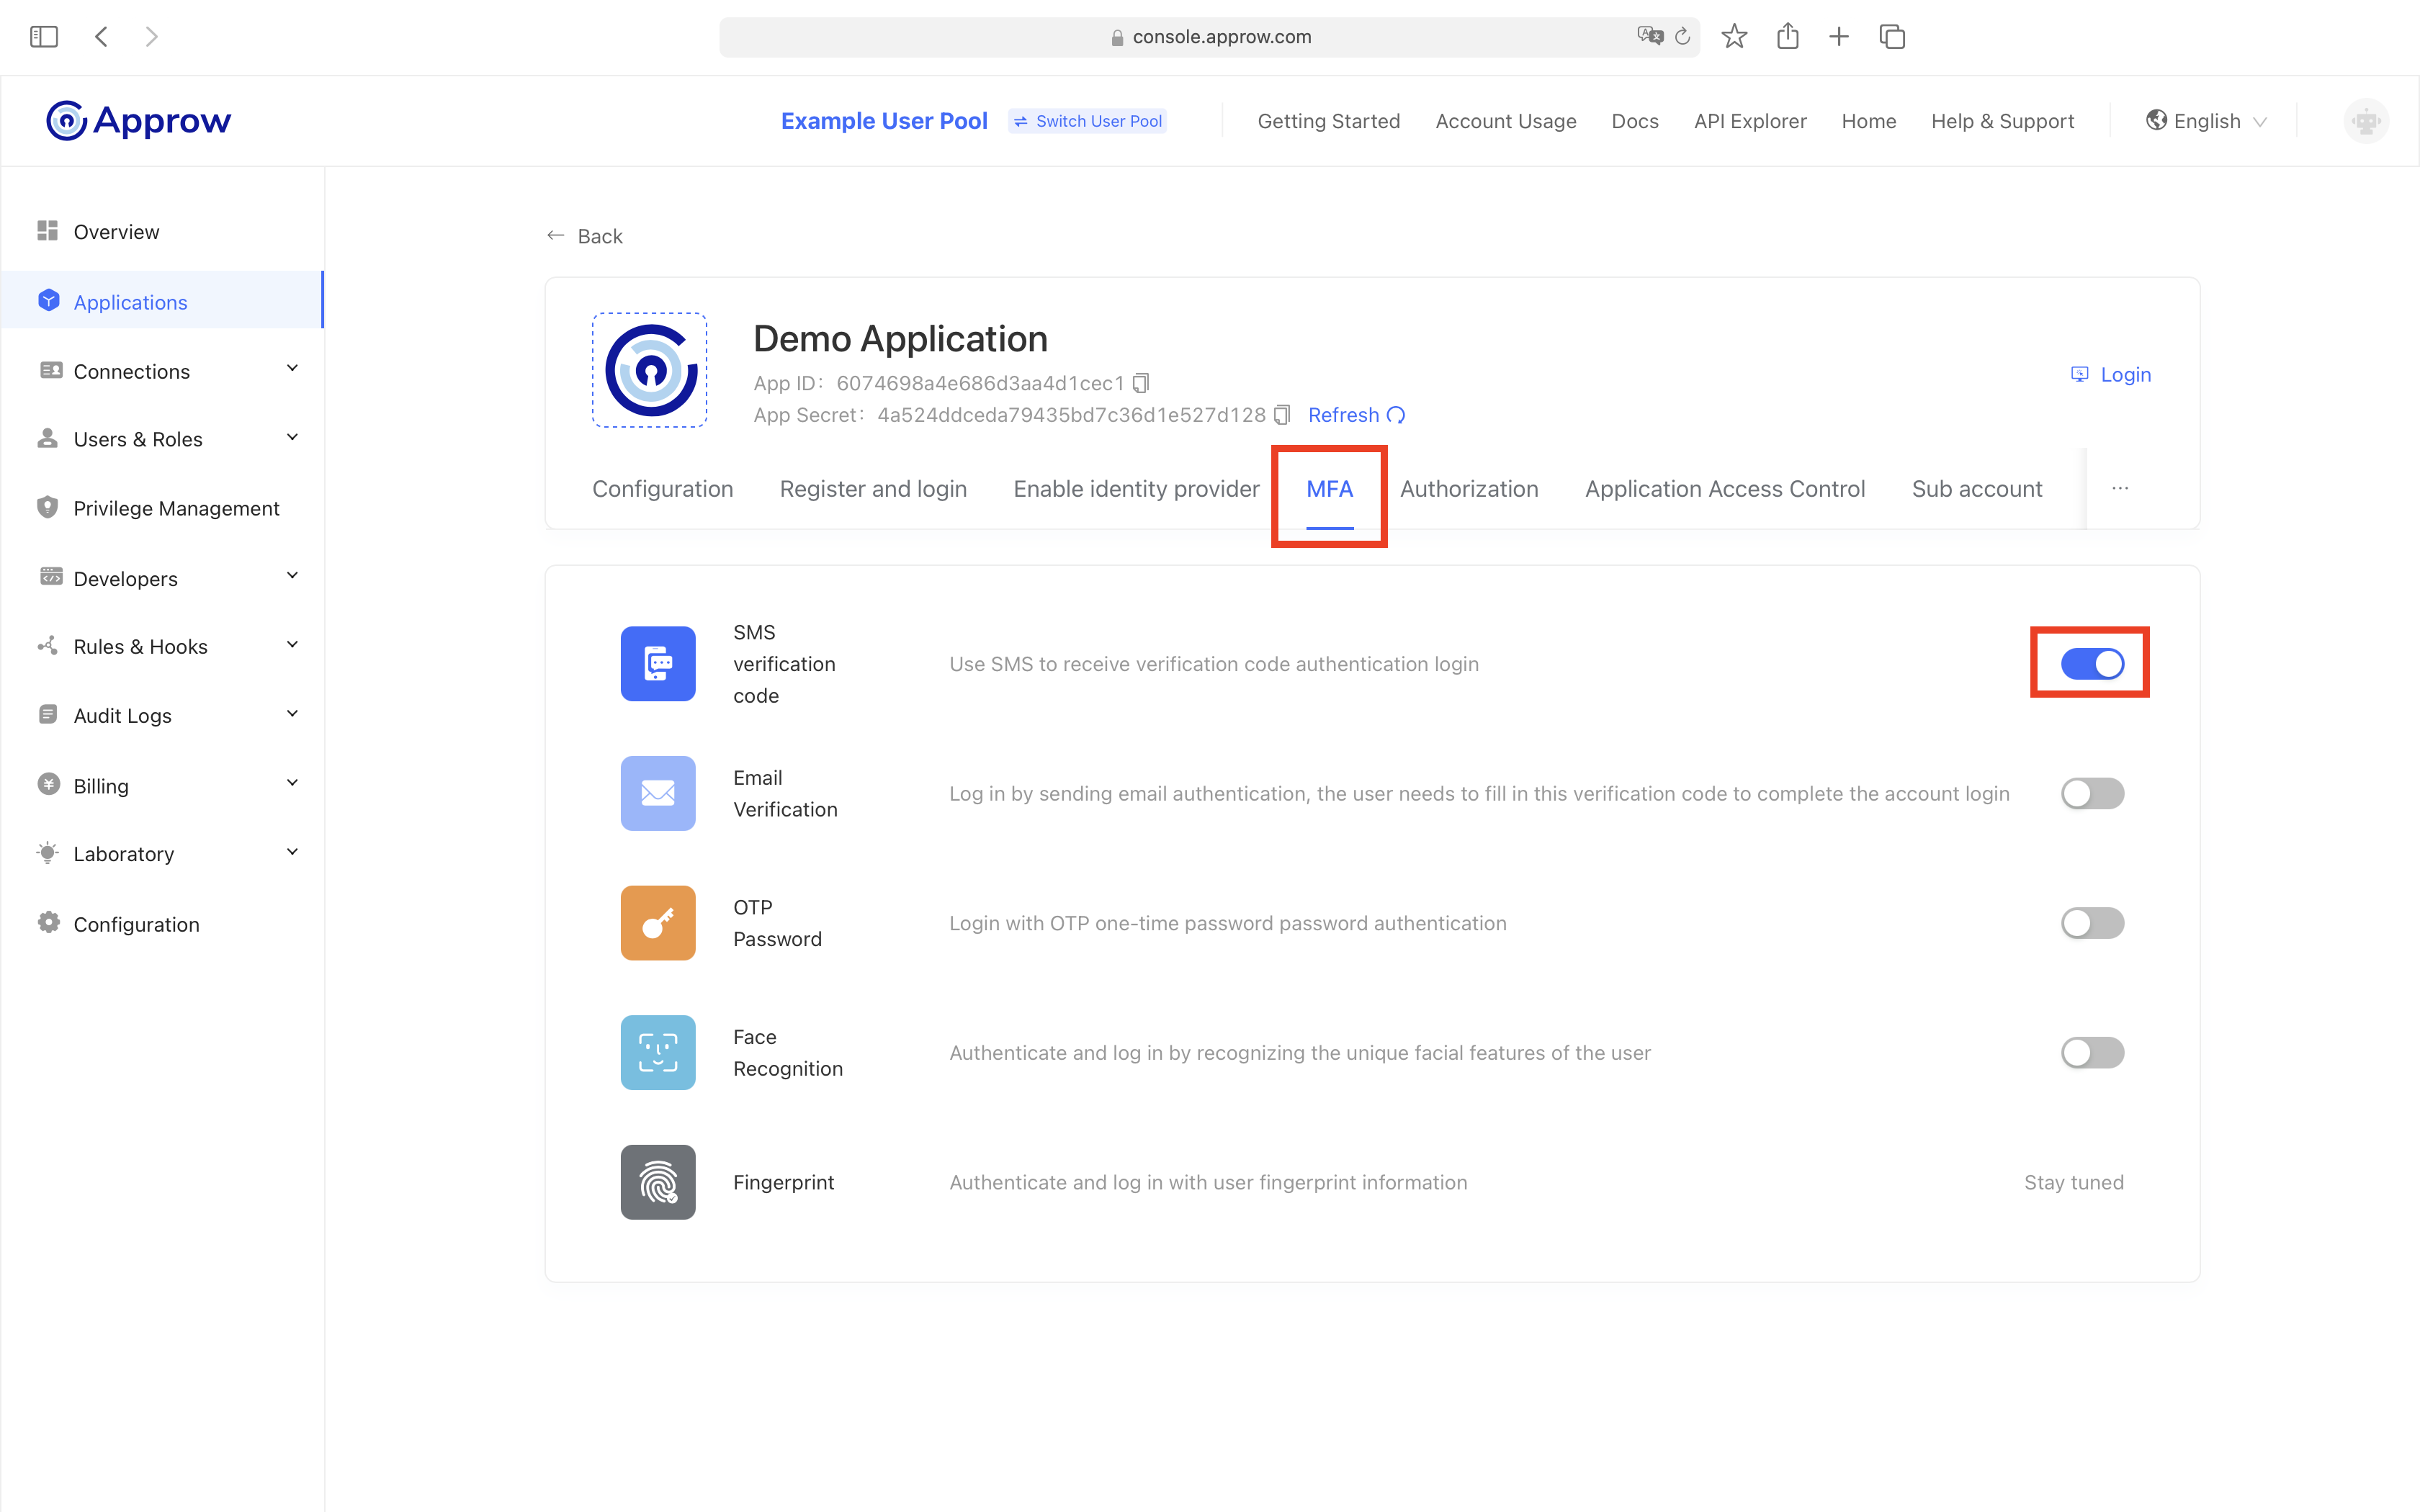 console.approw.com
Approw
Example User Pool
Switch User Pool
Getting Started
Account Usage
Docs
API Explorer
Home
Help & Support
English
Overview
Applications
Connections
Users & Roles
Privilege Management
Developers
Rules & Hooks
Audit Logs
Billing
Laboratory
Configuration
Back
Demo Application
App ID: 6074698a4e686d3aa4d1cec1
App Secret: 4a524ddceda79435bd7c36d1e527d128 Refresh
Login
Configuration
Register and login
Enable identity provider
MFA
Authorization
Application Access Control
Sub account
···
SMS
verification
code
Use SMS to receive verification code authentication login
Email
Verification
Log in by sending email authentication, the user needs to fill in this verification code to complete the account login
OTP
Password
Login with OTP one-time password password authentication
Face
Recognition
Authenticate and log in by recognizing the unique facial features of the user
Fingerprint
Authenticate and log in with user fingerprint information
Stay tuned